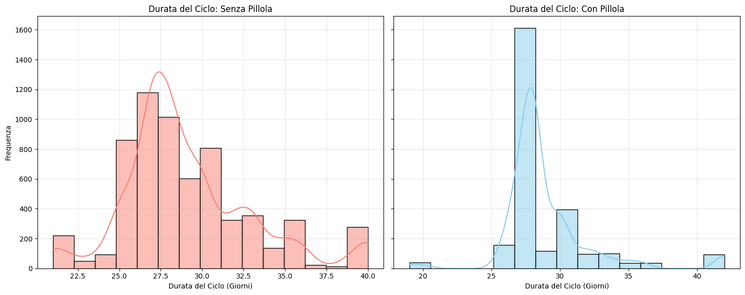 Durata del Ciclo: Senza Pillola
Durata del Ciclo: Con Pillola
Frequenza
1600
1400
1200
1000
800
600
400
200
0
22.5 25.0 27.5 30.0 32.5 35.0 37.5 40.0
20 25 30 35 40
Durata del Ciclo (Giorni)
Durata del Ciclo (Giorni)